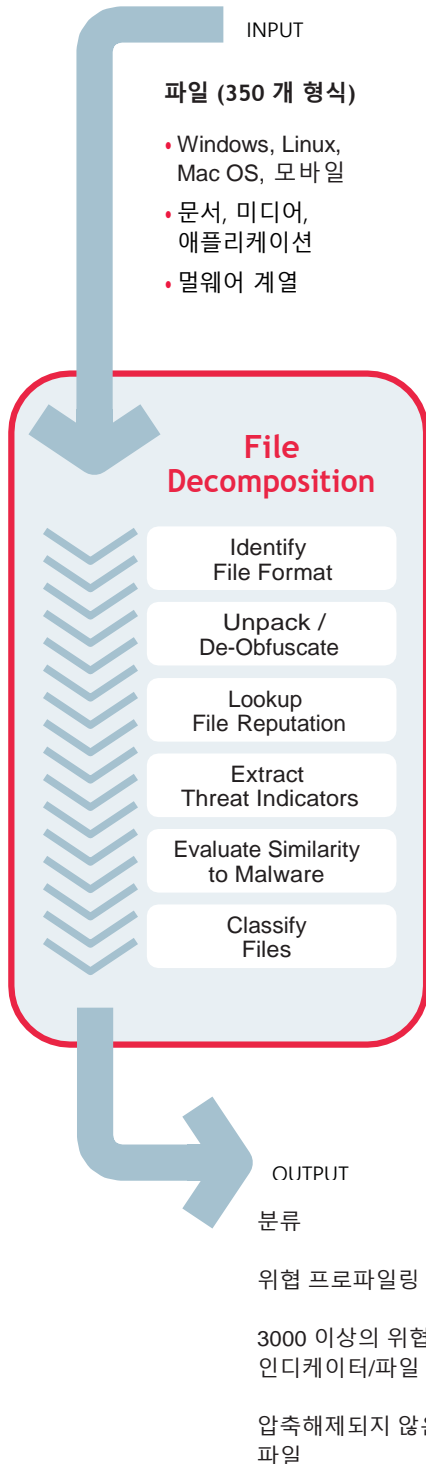 INPUT
파일 (350 개 형식)
• Windows, Linux,
Mac OS, 모바일
• 문서, 미디어,
애플리케이션
• 멀웨어 계열
File
Decomposition
Identify
File Format
Unpack /
De-Obfuscate
Lookup
File Reputation
Extract
Threat Indicators
Evaluate Similarity
to Malware
Classify
Files
OUTPUT
분류
위협 프로파일링
3000 이상의 위협
인디케이터/파일
압축해제되지 않은
파일